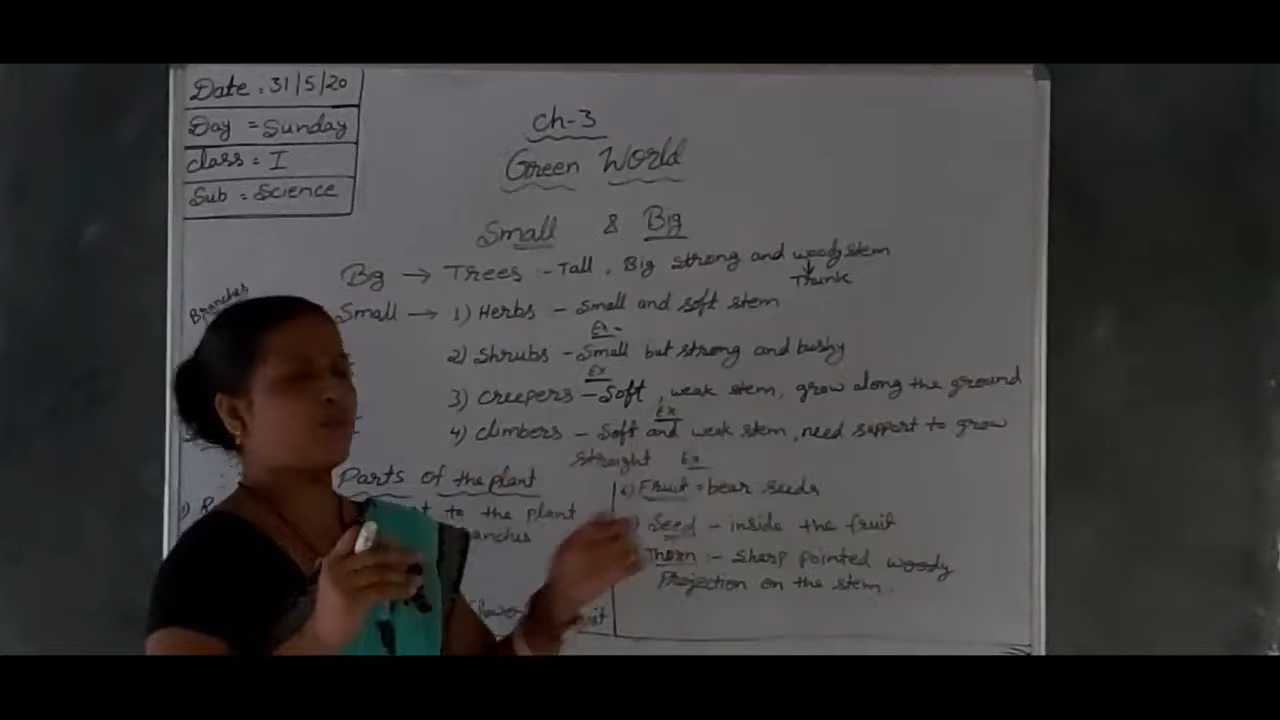 Date : 31/5/20
Day = Sunday
Class = I
Sub = Science
Ch-3
Green World
Small & Big
Big → Trees :- Tall, Big strong and woody stem
Trunk
Branches
Small → 1) Herbs - Small and soft stem
Ex -
2) Shrubs - Small but strong and bushy
Ex
3) Creepers - Soft, weak stem, grow along the ground
Ex
4) Climbers - Soft and weak stem, need support to grow
straight Ex
Parts of the plant
to the plant
6) Fruit = bear seeds
Seed - inside the fruit
Thorn :- Sharp pointed woody
Projection on the stem.